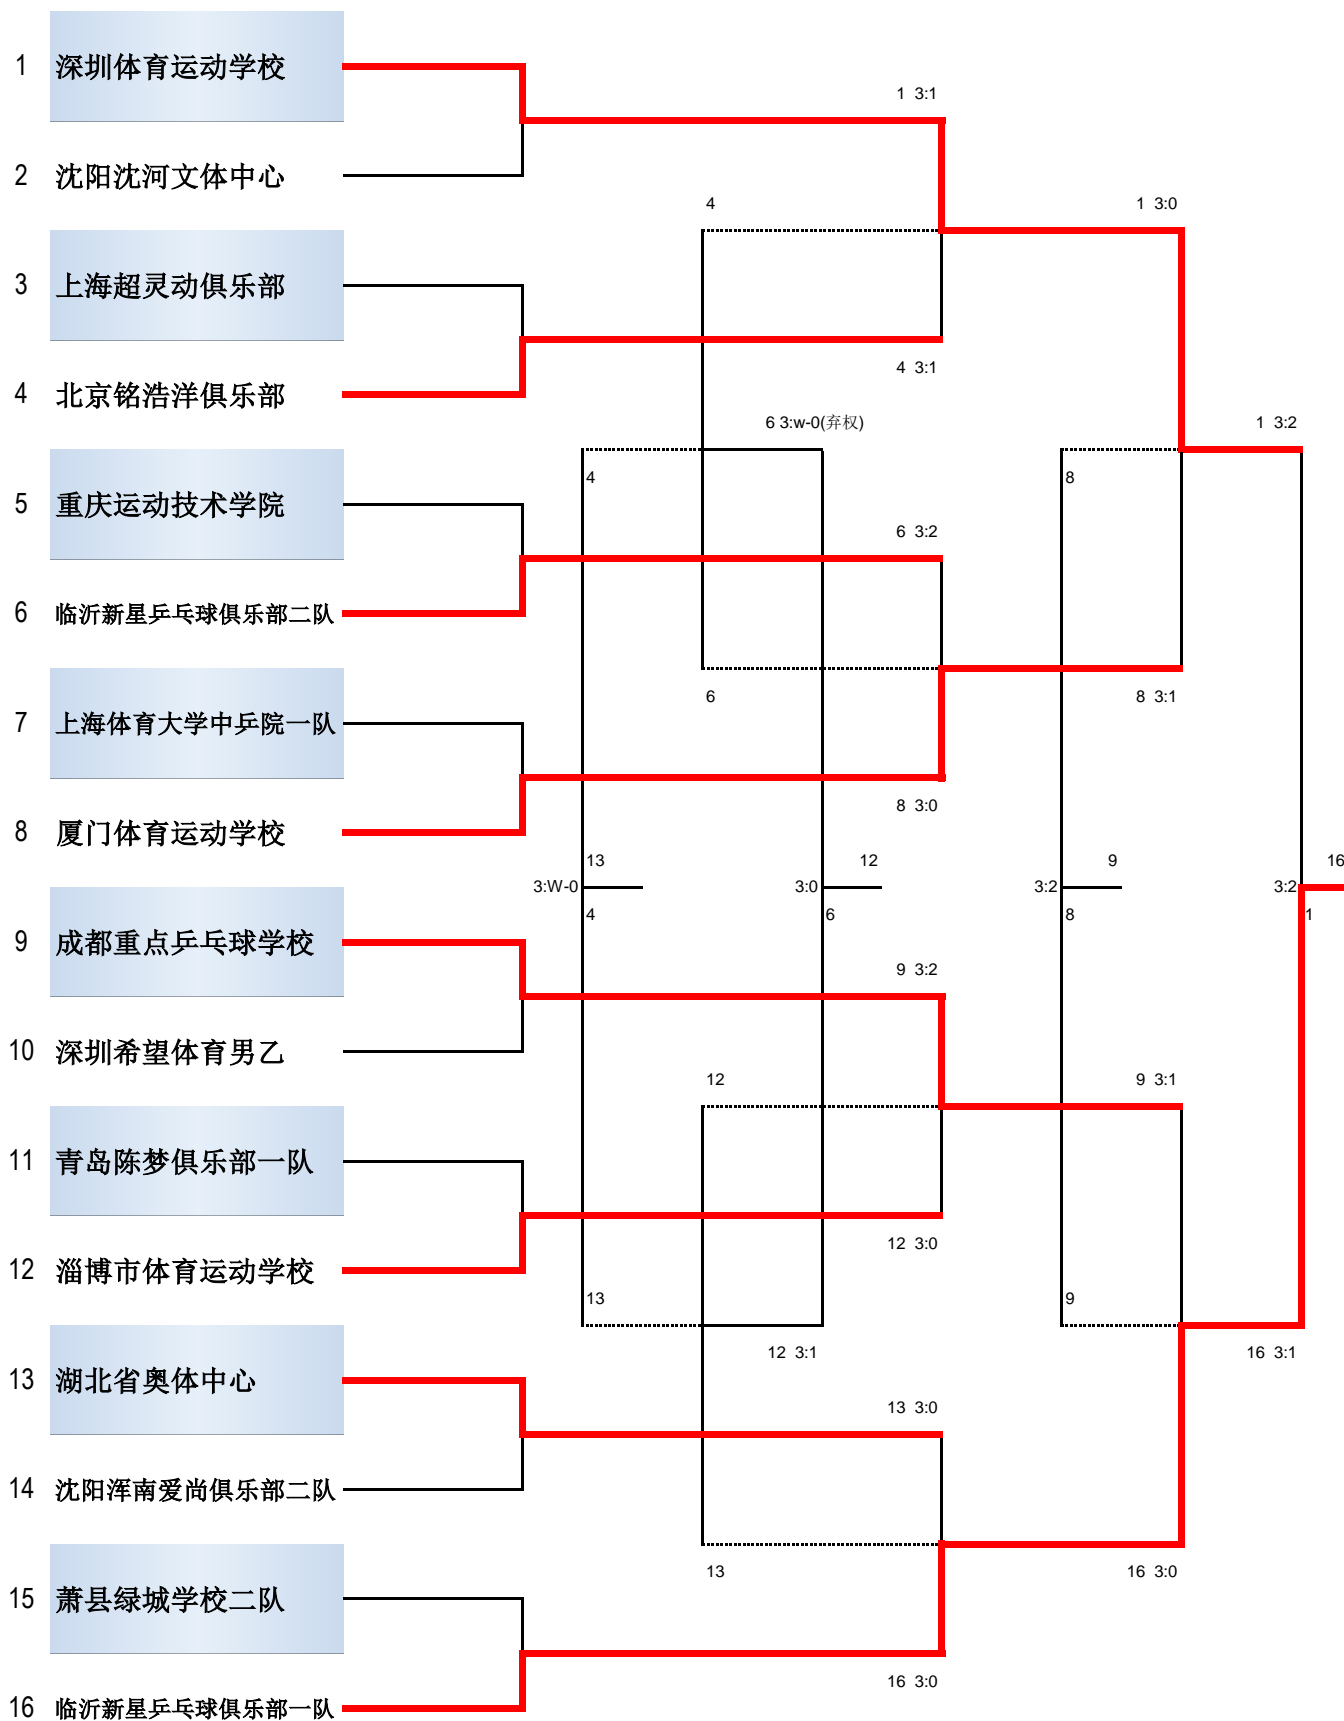 1 深圳体育运动学校
1 3:1
2 沈阳沈河文体中心
4
1 3:0
3 上海超灵动俱乐部
4 3:1
4 北京铭浩洋俱乐部
6 3:w-0(弃权)
1 3:2
4
8
5 重庆运动技术学院
6 3:2
6 临沂新星乒乓球俱乐部二队
6
8 3:1
7 上海体育大学中乒院一队
8 3:0
8 厦门体育运动学校
13
12
9
16
3:W-0
3:0
3:2
3:2
4
6
8
1
9 成都重点乒乓球学校
9 3:2
10 深圳希望体育男乙
12
9 3:1
11 青岛陈梦俱乐部一队
12 3:0
12 淄博市体育运动学校
13
9
12 3:1
16 3:1
13 湖北省奥体中心
13 3:0
14 沈阳浑南爱尚俱乐部二队
13
16 3:0
15 萧县绿城学校二队
16 3:0
16 临沂新星乒乓球俱乐部一队